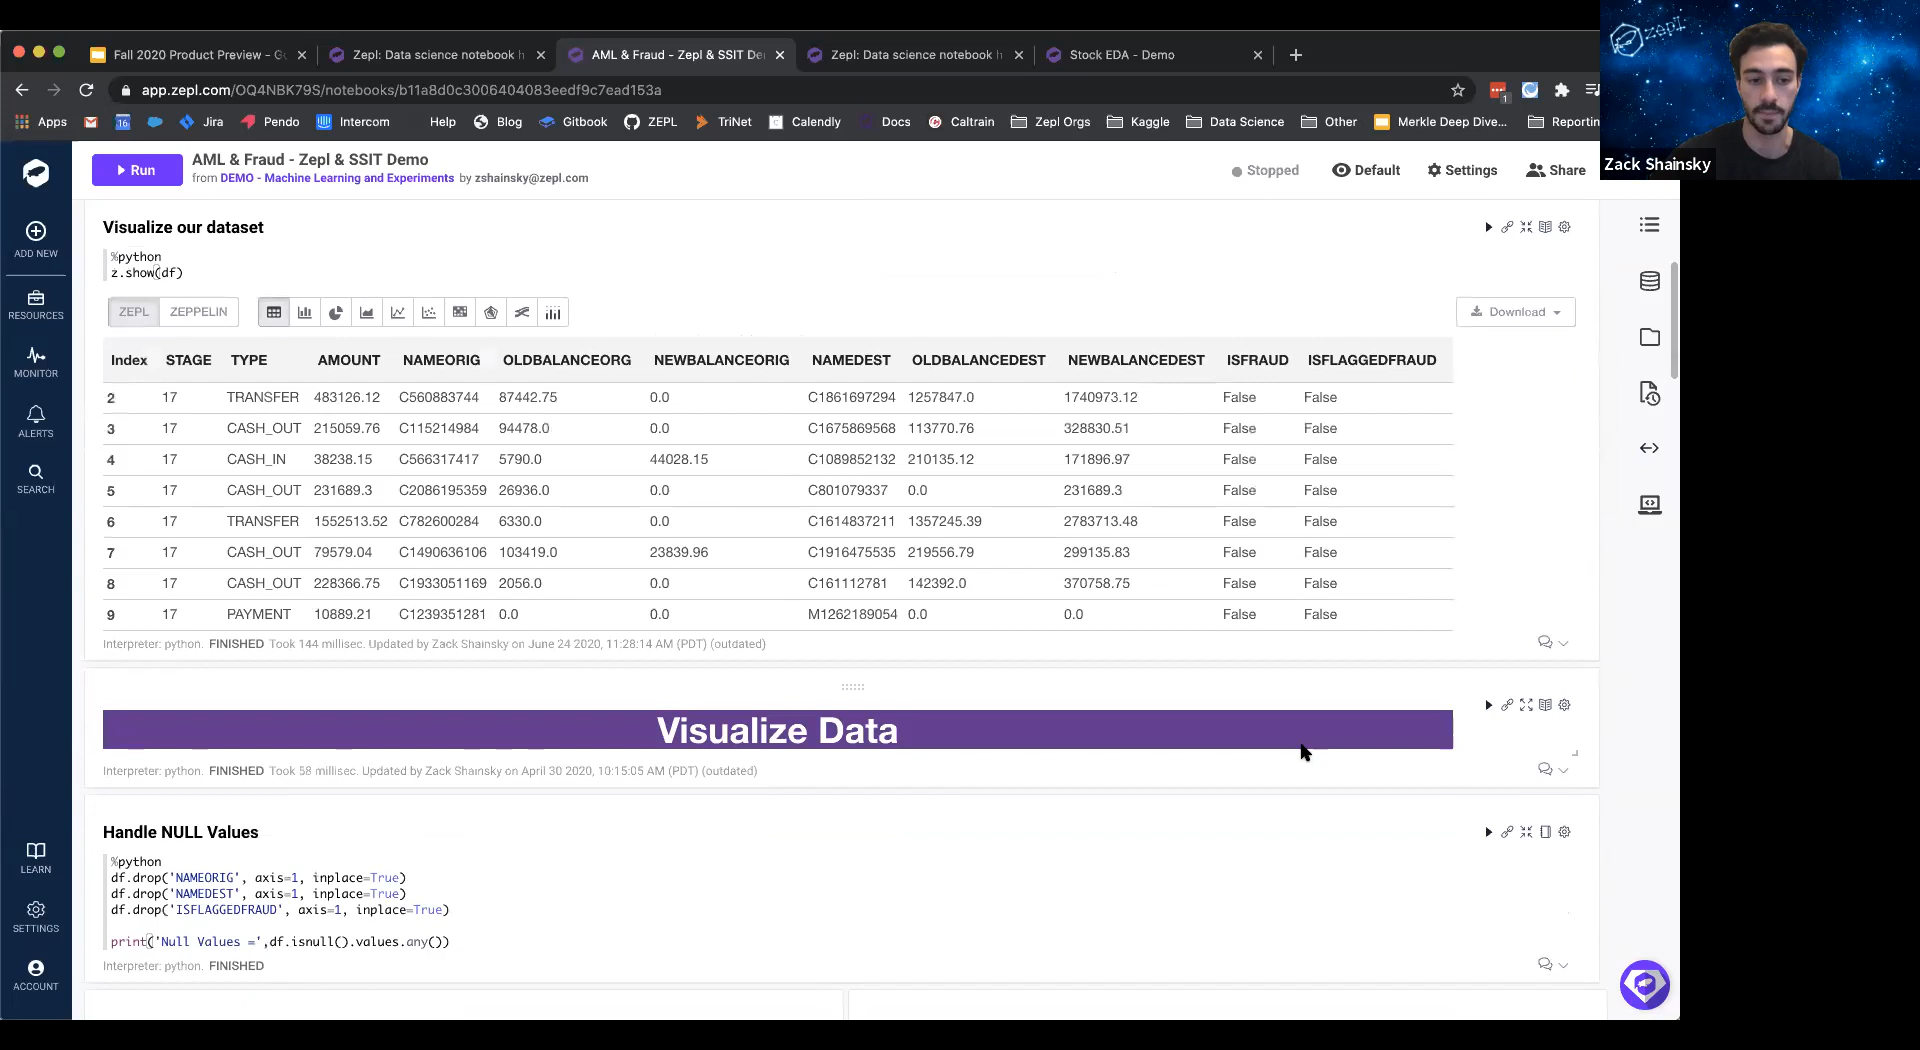 Fall 2020 Product Preview - G
Zepl: Data science notebook h
AML & Fraud - Zepl & SSIT De
Zepl: Data science notebook h
Stock EDA - Demo
app.zepl.com/OQ4NBK79S/notebooks/b11a8d0c3006404083eedf9c7ead153a
1
Apps
16
Jira
Pendo
Intercom
Help
Blog
Gitbook
ZEPL
TriNet
Calendly
Docs
Caltrain
Zepl Orgs
Kaggle
Data Science
Other
Merkle Deep Dive...
Reportin
zepl
Zack Shainsky
Run
AML & Fraud - Zepl & SSIT Demo
from DEMO - Machine Learning and Experiments by zshainsky@zepl.com
Stopped
Default
Settings
Share
ADD NEW
RESOURCES
MONITOR
ALERTS
SEARCH
LEARN
SETTINGS
ACCOUNT
Visualize our dataset
%python
z.show(df)
ZEPL ZEPPELIN
Download
Index STAGE TYPE AMOUNT NAMEORIG OLDBALANCEORG NEWBALANCEORIG NAMEDEST OLDBALANCEDEST NEWBALANCEDEST ISFRAUD ISFLAGGEDFRAUD
2 17 TRANSFER 483126.12 C560883744 87442.75 0.0 C1861697294 1257847.0 1740973.12 False False
3 17 CASH_OUT 215059.76 C115214984 94478.0 0.0 C1675869568 113770.76 328830.51 False False
4 17 CASH_IN 38238.15 C566317417 5790.0 44028.15 C1089852132 210135.12 171896.97 False False
5 17 CASH_OUT 231689.3 C2086195359 26936.0 0.0 C801079337 0.0 231689.3 False False
6 17 TRANSFER 1552513.52 C782600284 6330.0 0.0 C1614837211 1357245.39 2783713.48 False False
7 17 CASH_OUT 79579.04 C1490636106 103419.0 23839.96 C1916475535 219556.79 299135.83 False False
8 17 CASH_OUT 228366.75 C1933051169 2056.0 0.0 C161112781 142392.0 370758.75 False False
9 17 PAYMENT 10889.21 C1239351281 0.0 0.0 M1262189054 0.0 0.0 False False
Interpreter: python. FINISHED Took 144 millisec. Updated by Zack Shainsky on June 24 2020, 11:28:14 AM (PDT) (outdated)
Visualize Data
Interpreter: python. FINISHED Took 58 millisec. Updated by Zack Shainsky on April 30 2020, 10:15:05 AM (PDT) (outdated)
Handle NULL Values
%python
df.drop('NAMEORIG', axis=1, inplace=True)
df.drop('NAMEDEST', axis=1, inplace=True)
df.drop('ISFLAGGEDFRAUD', axis=1, inplace=True)
print('Null Values =',df.isnull().values.any())
Interpreter: python. FINISHED